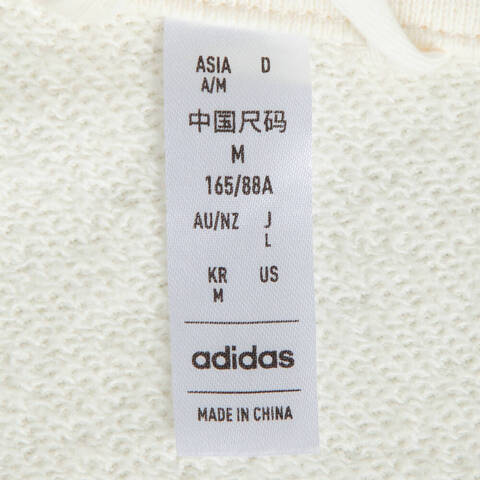 ASIA D
A/M
中国尺码
M
165/88A
AU/NZ J
L
KR US
M
adidas
MADE IN CHINA